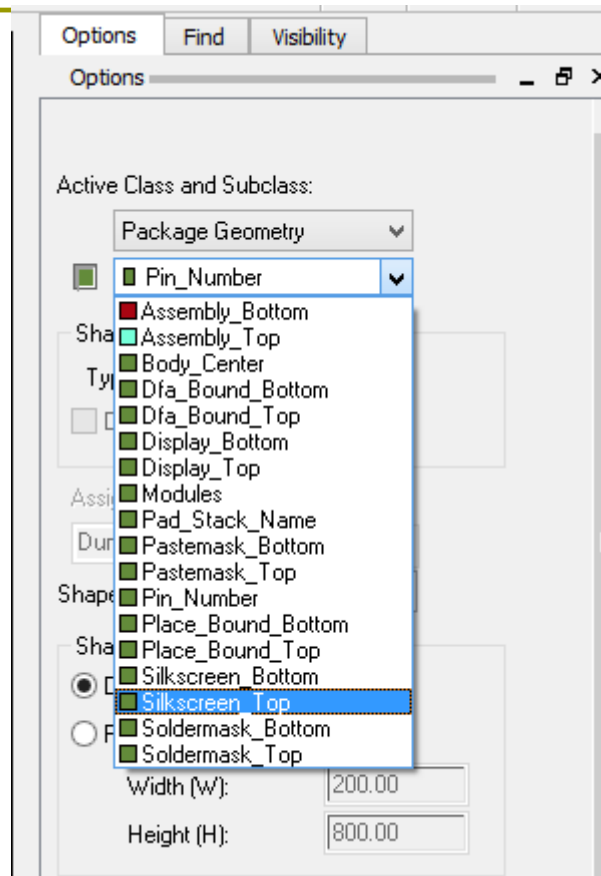 Options Find Visibility
Options
Active Class and Subclass:
Package Geometry
Pin_Number
Assembly_Bottom
Assembly_Top
Body_Center
Dfa_Bound_Bottom
Dfa_Bound_Top
Display_Bottom
Display_Top
Modules
Pad_Stack_Name
Pastemask_Bottom
Pastemask_Top
Pin_Number
Place_Bound_Bottom
Place_Bound_Top
Silkscreen_Bottom
Silkscreen_Top
Soldermask_Bottom
Soldermask_Top
Width (W): 200.00
Height (H): 800.00